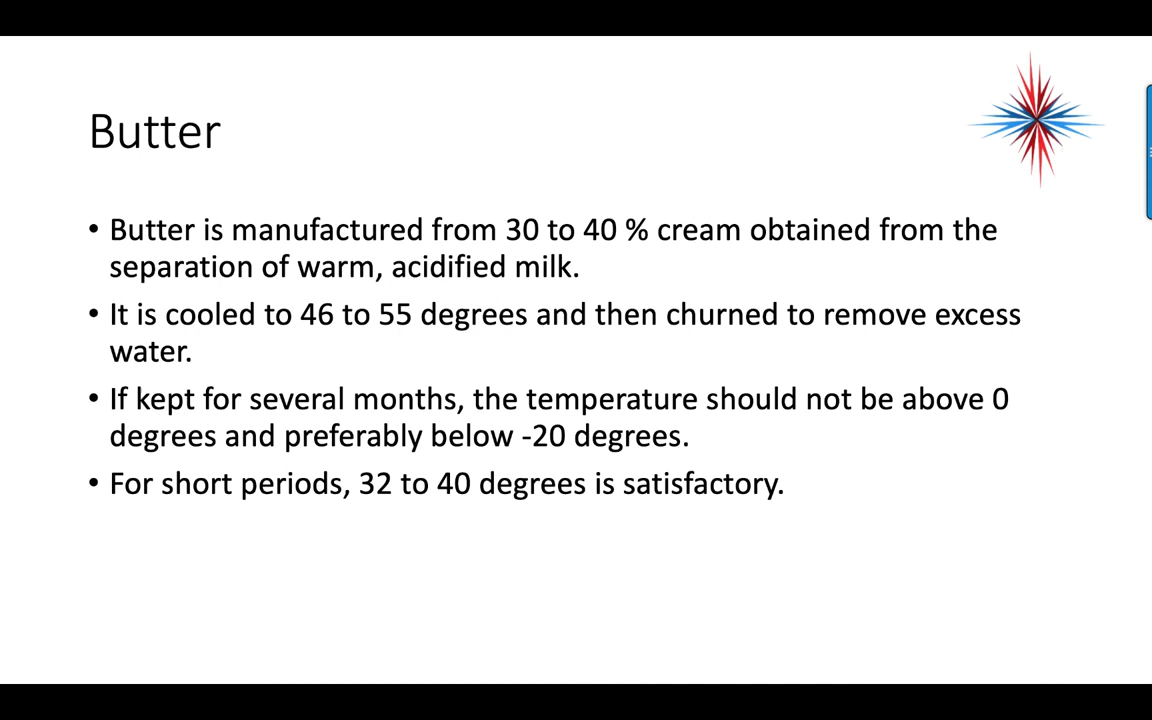 Butter
• Butter is manufactured from 30 to 40 % cream obtained from the
separation of warm, acidified milk.
• It is cooled to 46 to 55 degrees and then churned to remove excess
water.
• If kept for several months, the temperature should not be above 0
degrees and preferably below -20 degrees.
• For short periods, 32 to 40 degrees is satisfactory.